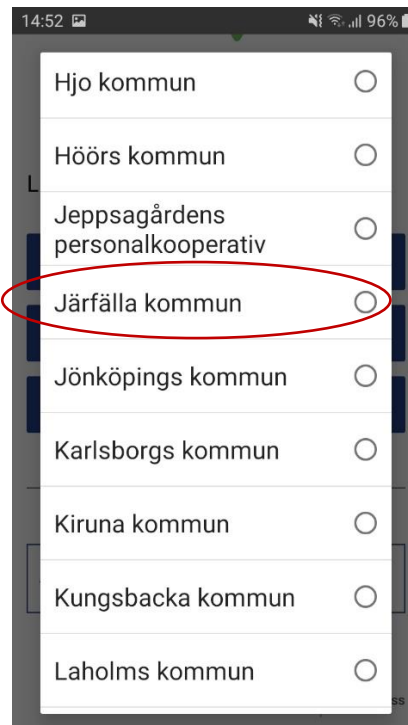 14:52 96%
Hjo kommun
Höörs kommun
L
Jeppsagårdens
personalkooperativ
Järfälla kommun
Jönköpings kommun
Karlsborgs kommun
Kiruna kommun
Kungsbacka kommun
Laholms kommun
ss